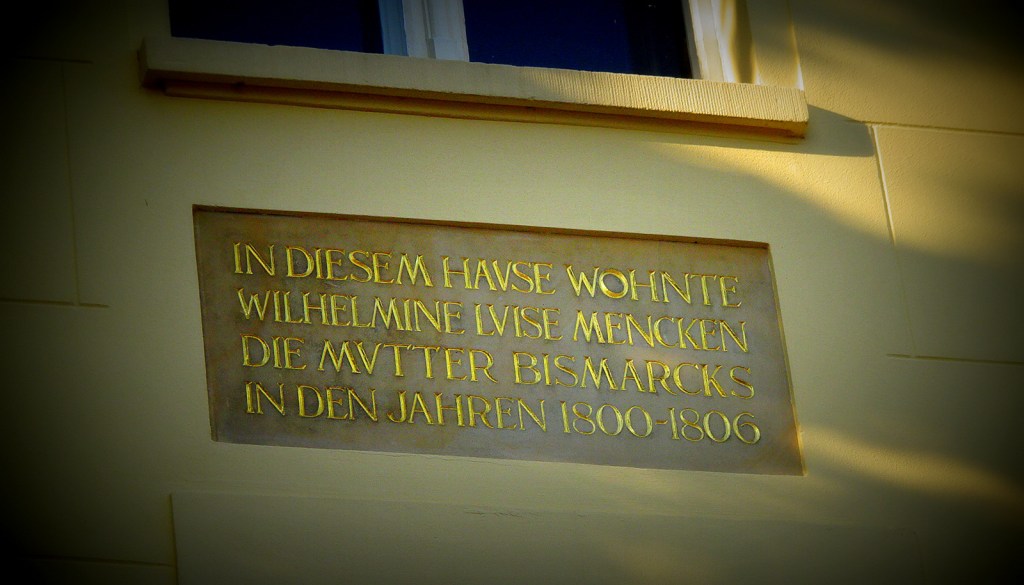 IN DIESEM HAVSE WOHNTE
WILHELMINE LVISE MENCKEN
DIE MVTTER BISMARCKS
IN DEN JAHREN 1800-1806